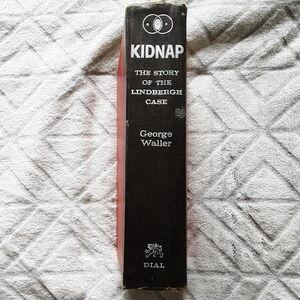 KIDNAP
THE STORY
OF THE
LINDBERGH
CASE
George
Waller
DIAL